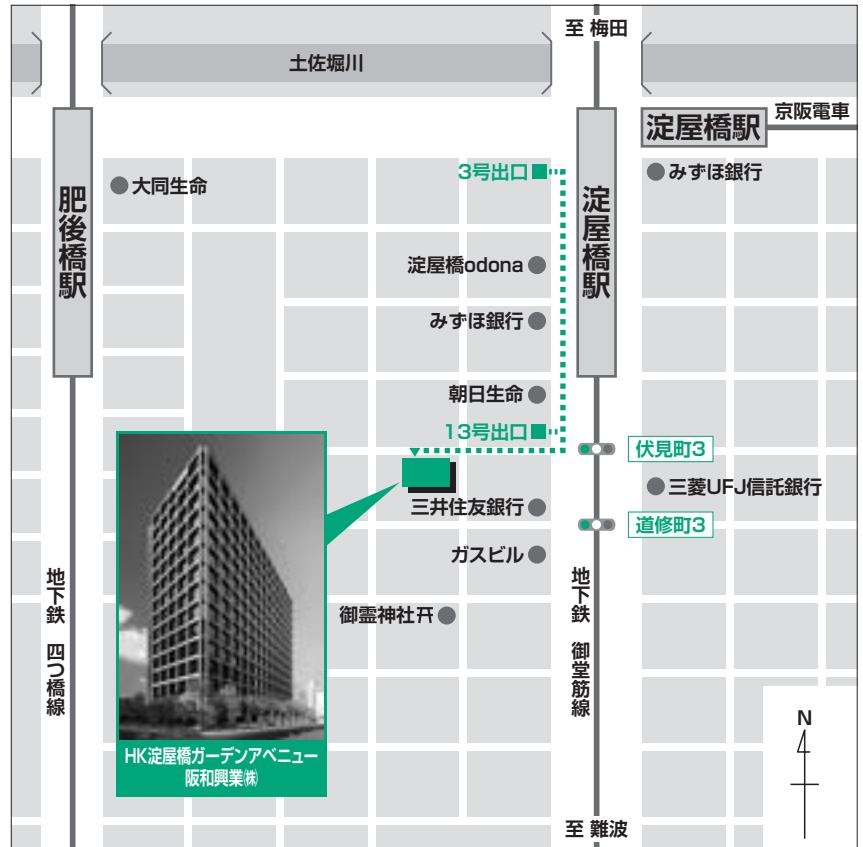 至 梅田
土佐堀川
京阪電車
淀屋橋駅
大同生命
3号出口
みずほ銀行
肥後橋駅
淀屋橋駅
淀屋橋odona
みずほ銀行
朝日生命
13号出口
伏見町3
三井住友銀行
三菱UFJ信託銀行
道修町3
ガスビル
御霊神社
地下鉄 四つ橋線
地下鉄 御堂筋線
HK淀屋橋ガーデンアベニュー
阪和興業㈱
N
至 難波